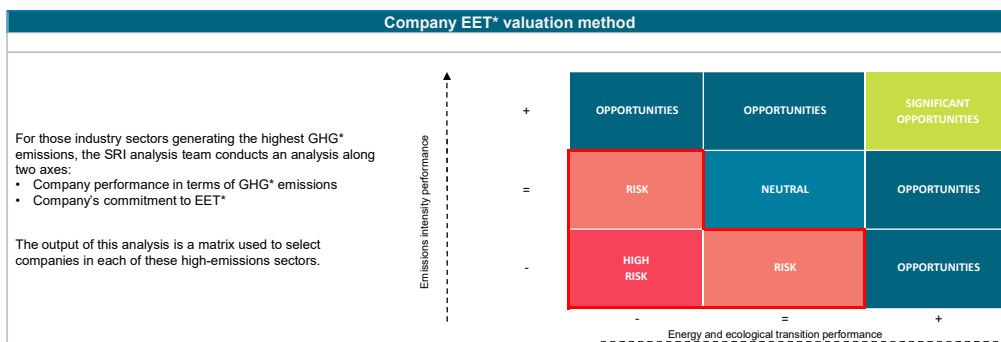 Company EET* valuation method
For those industry sectors generating the highest GHG*
emissions, the SRI analysis team conducts an analysis along
two axes:
• Company performance in terms of GHG* emissions
• Company's commitment to EET*
The output of this analysis is a matrix used to select
companies in each of these high-emissions sectors.
Emissions intensity performance
+
OPPORTUNITIES
OPPORTUNITIES
SIGNIFICANT
OPPORTUNITIES
=
RISK
NEUTRAL
OPPORTUNITIES
-
HIGH
RISK
RISK
OPPORTUNITIES
-
=
+
Energy and ecological transition performance